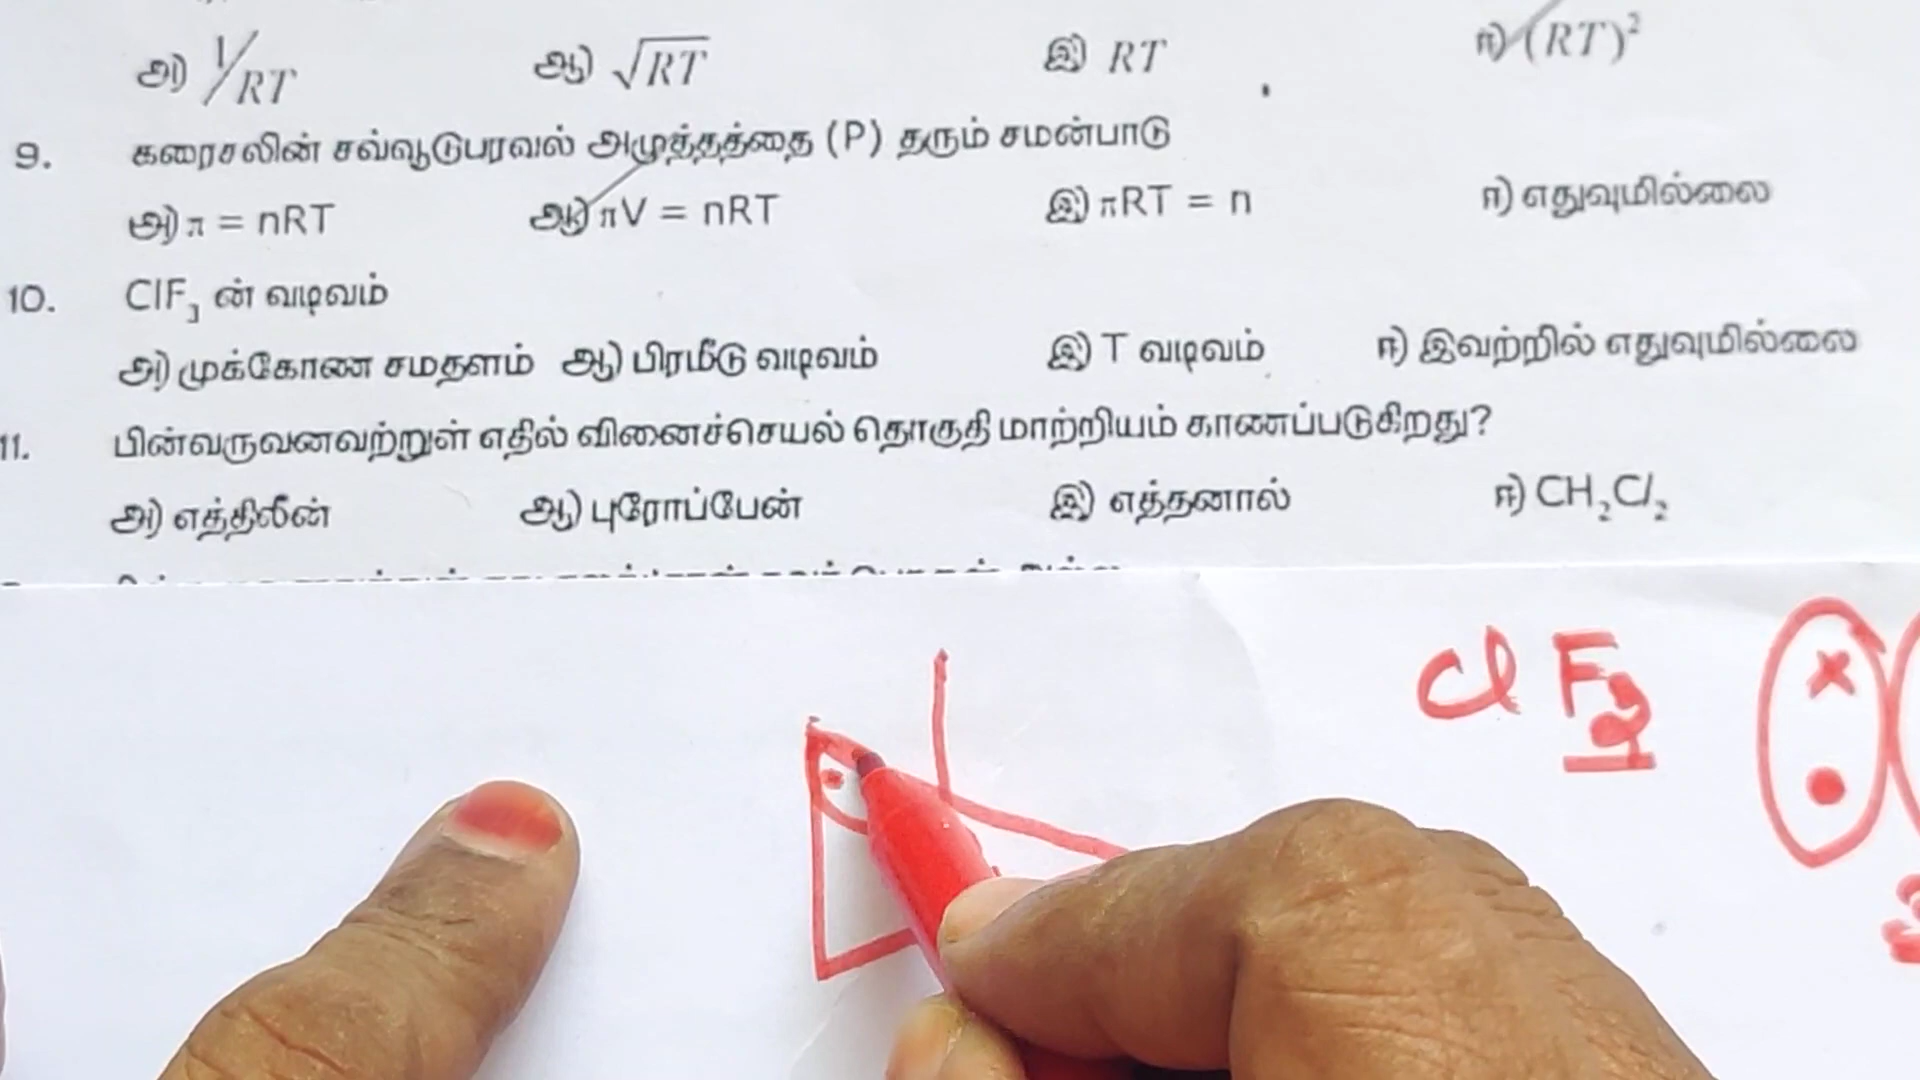 அ) 1/RT ஆ) √RT இ) RT ஈ) (RT)²
9. கரைசலின் சவ்வூடுபரவல் அழுத்தத்தை (P) தரும் சமன்பாடு
அ) π = nRT ஆ) πV = nRT இ) πRT = n ஈ) எதுவுமில்லை
10. ClF₃ ன் வடிவம்
அ) முக்கோண சமதளம் ஆ) பிரமீடு வடிவம் இ) T வடிவம் ஈ) இவற்றில் எதுவுமில்லை
11. பின்வருவனவற்றுள் எதில் வினைச்செயல் தொகுதி மாற்றியம் காணப்படுகிறது?
அ) எத்திலீன் ஆ) புரோப்பேன் இ) எத்தனால் ஈ) CH₂Cl₂
Cl F₃